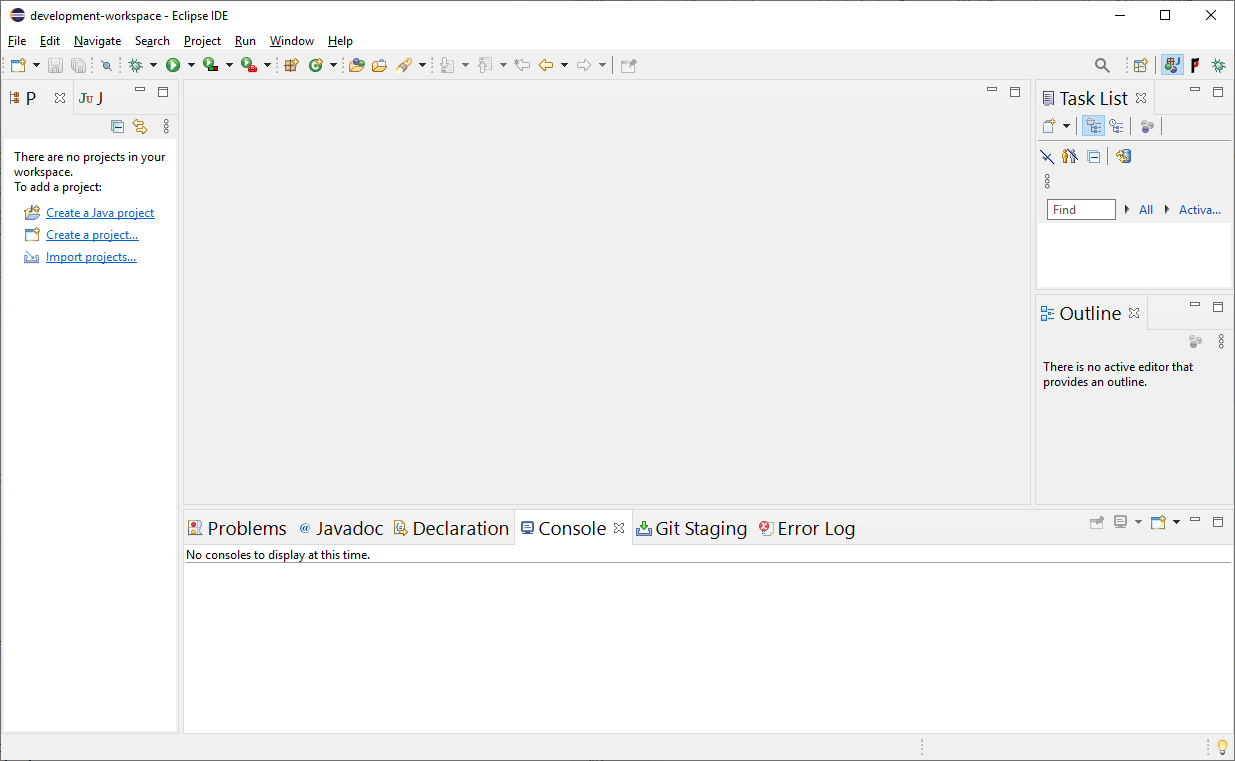 development-workspace - Eclipse IDE
File Edit Navigate Search Project Run Window Help
P Ju J
There are no projects in your
workspace.
To add a project:
Create a Java project
Create a project...
Import projects...
Task List
Find All Activa...
Outline
There is no active editor that
provides an outline.
Problems @ Javadoc Declaration Console Git Staging Error Log
No consoles to display at this time.